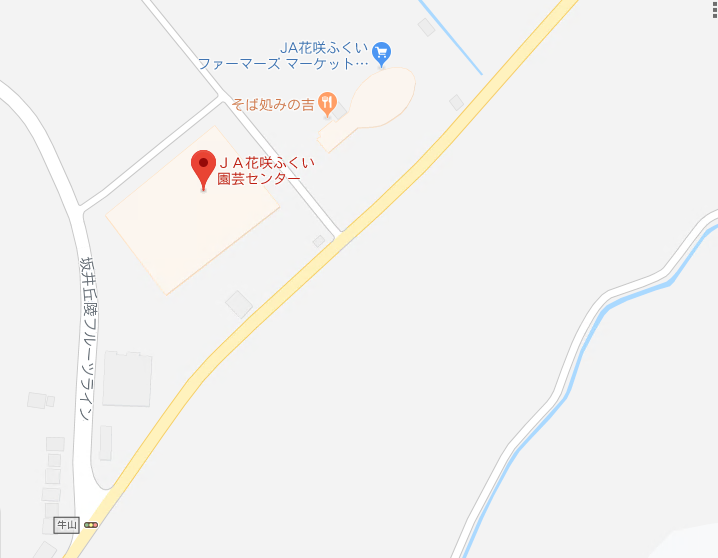 JA花咲ふくい
ファーマーズ マーケット…
そば処みの吉
ＪＡ花咲ふくい
園芸センター
坂井丘陵フルーツライン
牛山